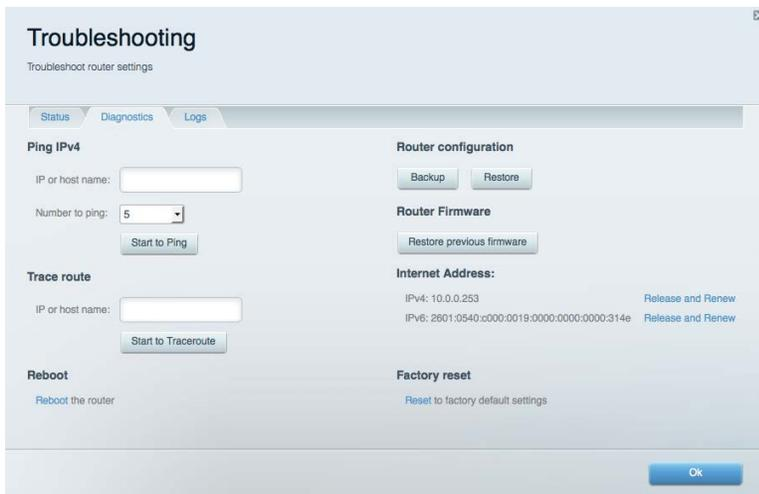 Troubleshooting
Troubleshoot router settings
Status
Diagnostics
Logs
Ping IPv4
IP or host name:
Number to ping: 5
Start to Ping
Trace route
IP or host name:
Start to Traceroute
Reboot
Reboot the router
Router configuration
Backup
Restore
Router Firmware
Restore previous firmware
Internet Address:
IPv4: 10.0.0.253 Release and Renew
IPv6: 2601:0540:c000:0019:0000:0000:0000:314e Release and Renew
Factory reset
Reset to factory default settings
Ok